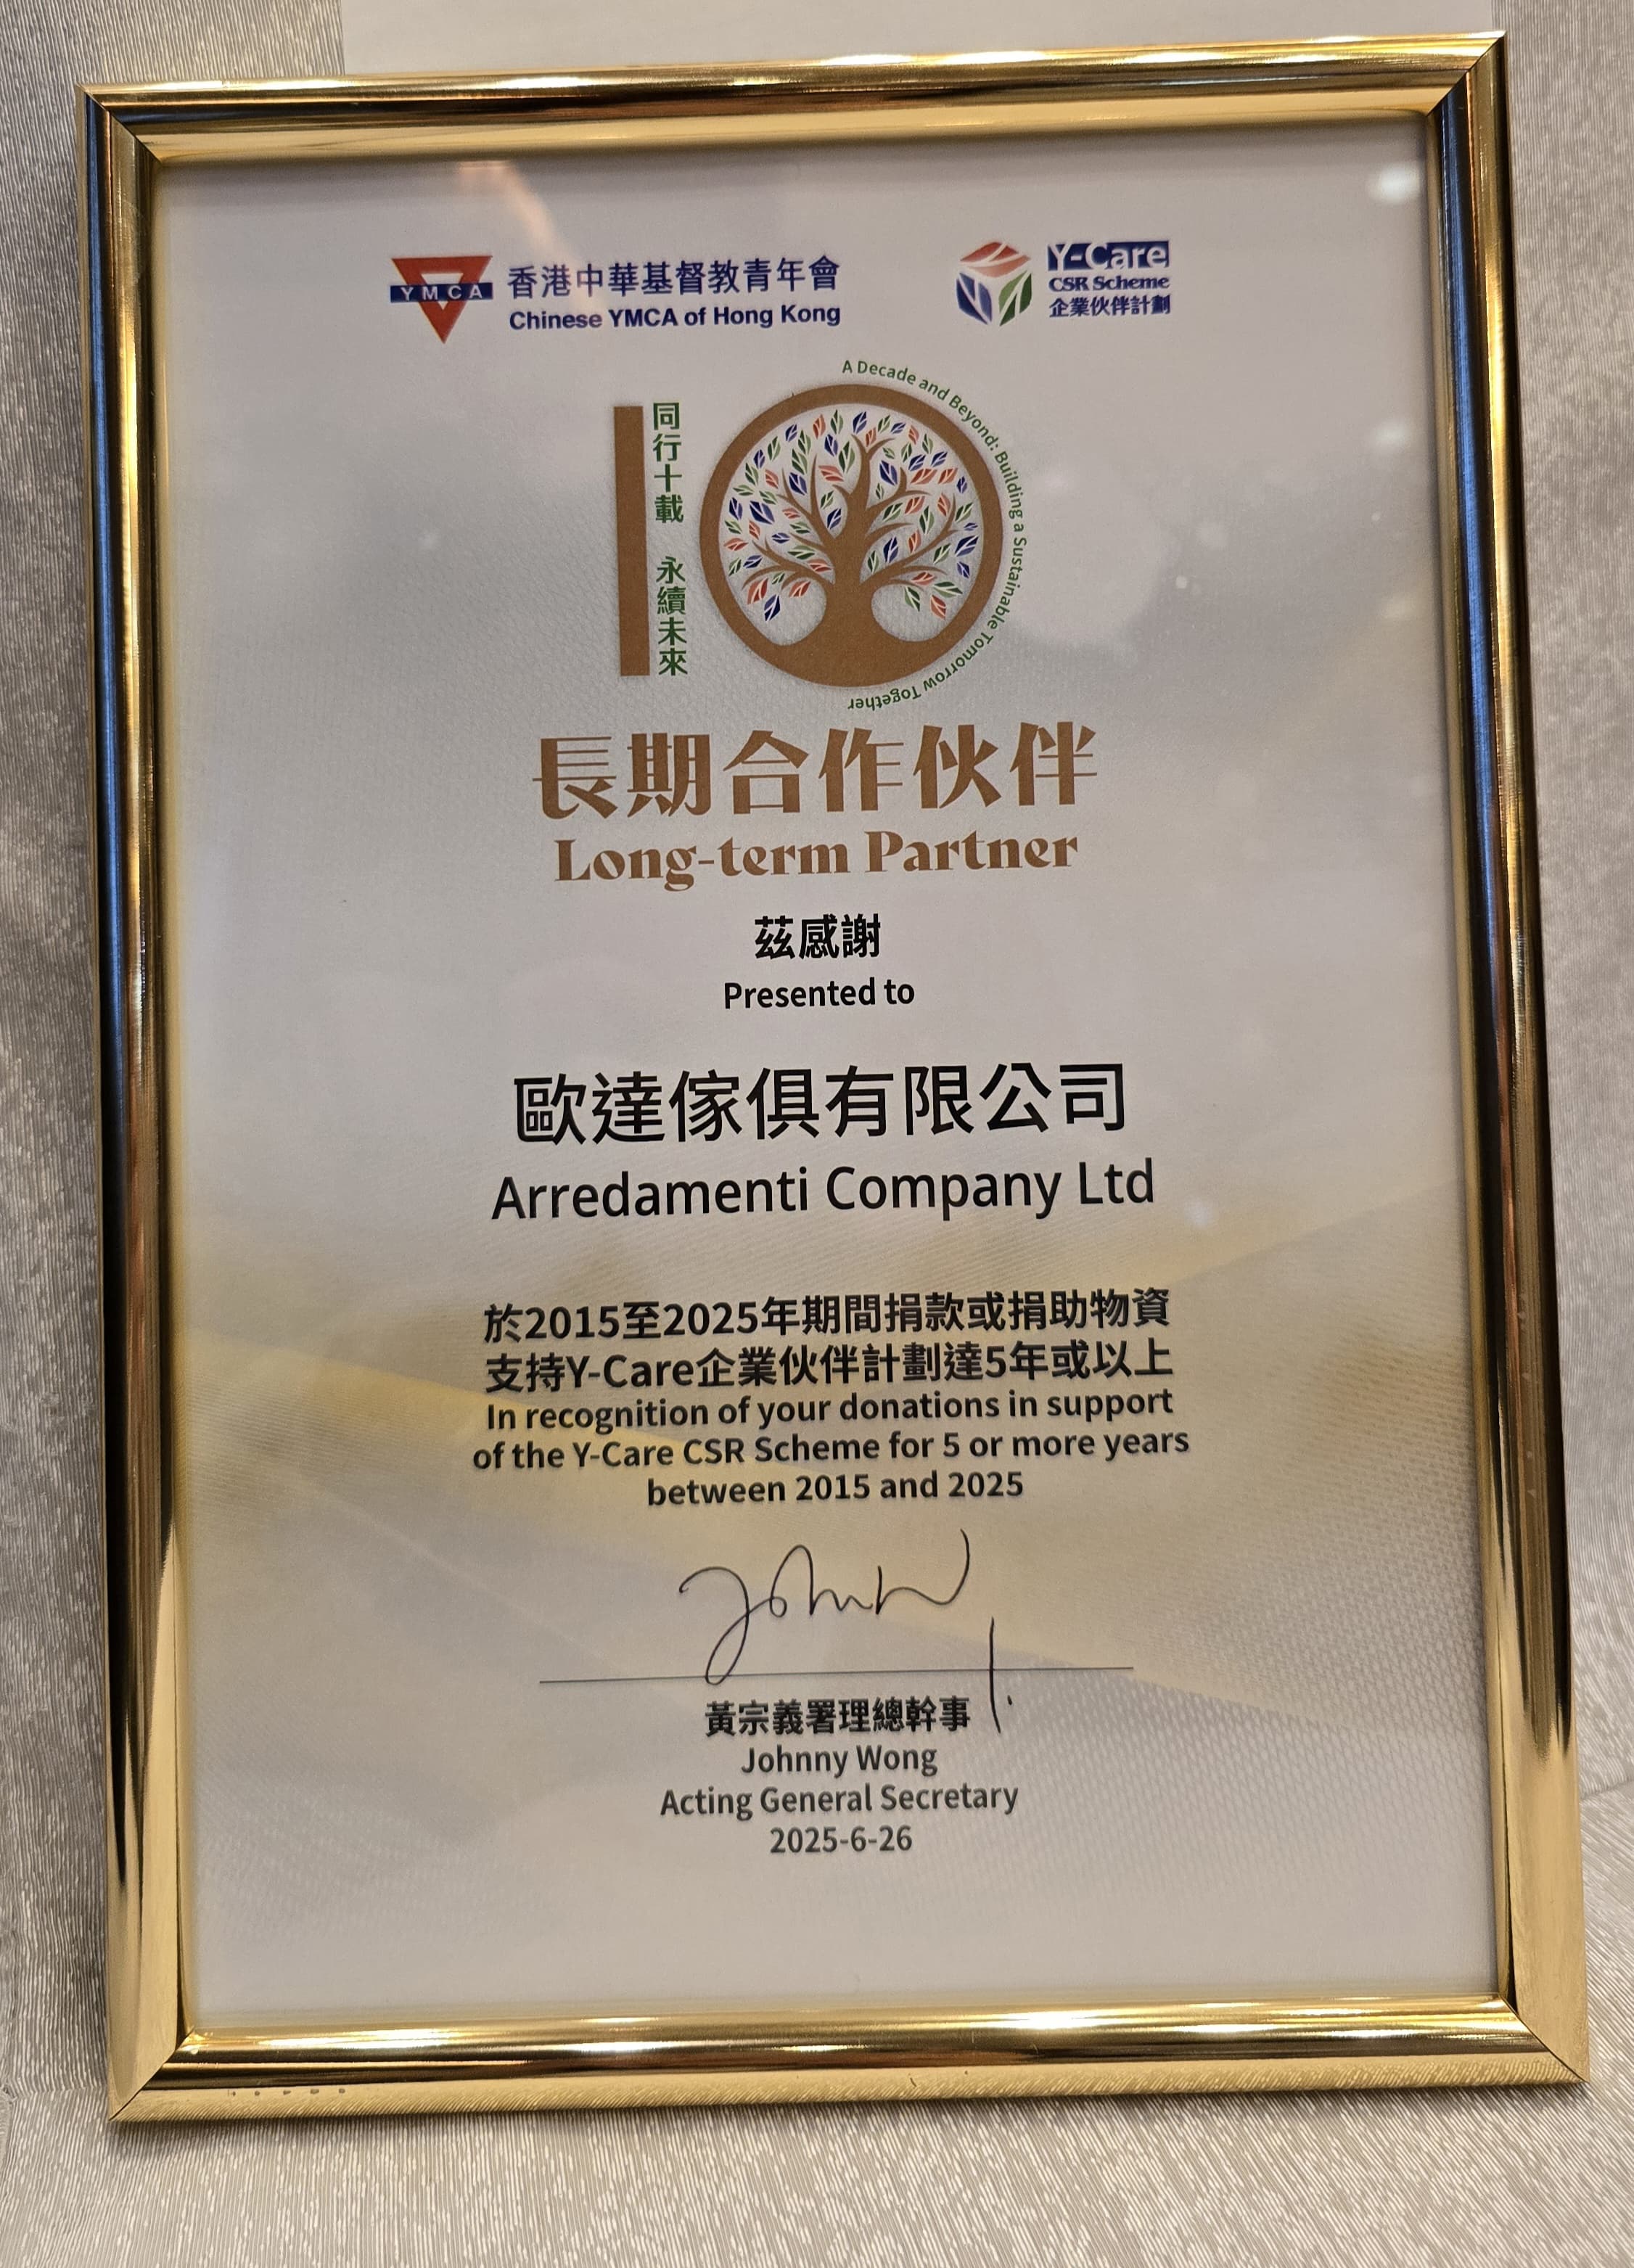 YMCA
香港中華基督教青年會
Chinese YMCA of Hong Kong
Y-Care
CSR Scheme
企業伙伴計劃
同行十載 永續未來
A Decade and Beyond: Building a Sustainable Tomorrow Together
長期合作伙伴
Long-term Partner
茲感謝
Presented to
歐達傢俱有限公司
Arredamenti Company Ltd
於2015至2025年期間捐款或捐助物資
支持Y-Care企業伙伴計劃達5年或以上
In recognition of your donations in support
of the Y-Care CSR Scheme for 5 or more years
between 2015 and 2025
黃宗義署理總幹事
Johnny Wong
Acting General Secretary
2025-6-26